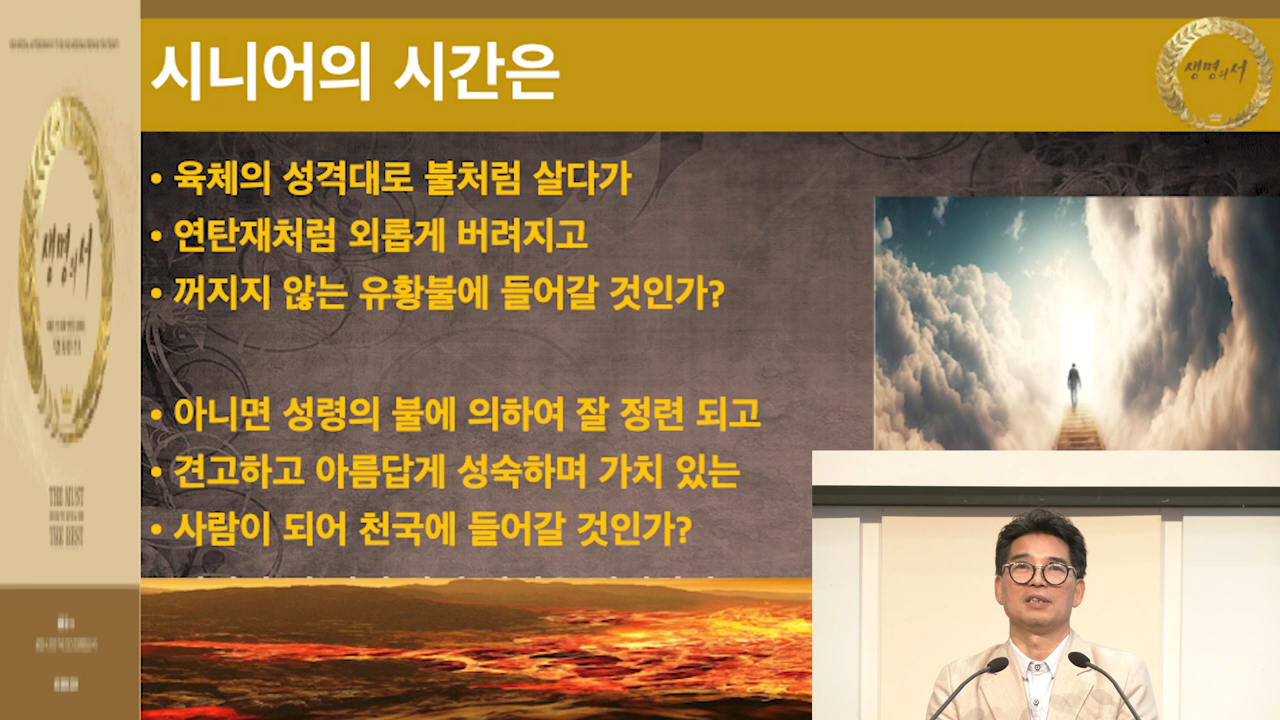 시니어의 시간은
생명의서
• 육체의 성격대로 불처럼 살다가
• 연탄재처럼 외롭게 버려지고
• 꺼지지 않는 유황불에 들어갈 것인가?
• 아니면 성령의 불에 의하여 잘 정련 되고
• 견고하고 아름답게 성숙하며 가치 있는
• 사람이 되어 천국에 들어갈 것인가?
생명의서
THE MUST
THE BEST